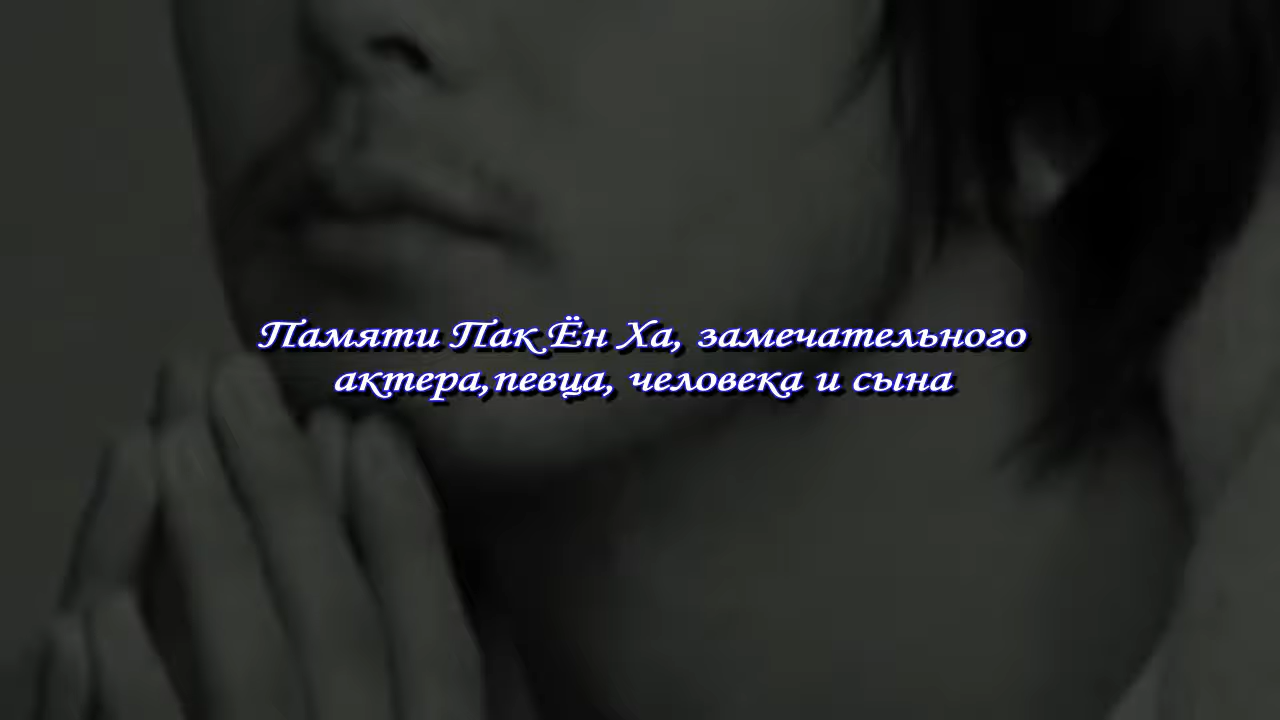 Памяти Пак Ён Ха, замечательного
актера,певца, человека и сына